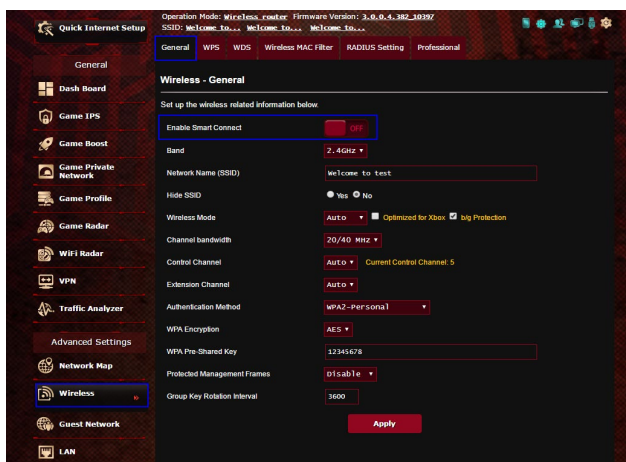 Operation Mode: Wireless router Firmware Version: 3.0.0.4.382_10397
SSID: Welcome to... Welcome to... Welcome to...
Quick Internet Setup
General
Dash Board
Game IPS
Game Boost
Game Private
Network
Game Profile
Game Radar
WiFi Radar
VPN
Traffic Analyzer
Advanced Settings
Network Map
Wireless
Guest Network
LAN
General WPS WDS Wireless MAC Filter RADIUS Setting Professional
Wireless - General
Set up the wireless related information below.
Enable Smart Connect OFF
Band 2.4GHz
Network Name (SSID) Welcome to test
Hide SSID Yes No
Wireless Mode Auto Optimized for Xbox b/g Protection
Channel bandwidth 20/40 MHz
Control Channel Auto Current Control Channel: 5
Extension Channel Auto
Authentication Method WPA2-Personal
WPA Encryption AES
WPA Pre-Shared Key 12345678
Protected Management Frames Disable
Group Key Rotation Interval 3600
Apply